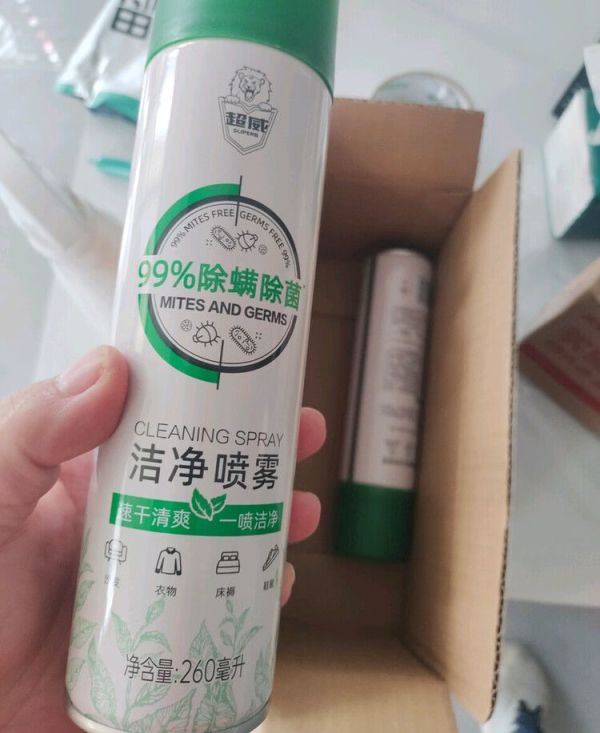 超威
SUPERB
99% MITES FREE GERMS FREE 99%
99%除螨除菌
MITES AND GERMS
CLEANING SPRAY
洁净喷雾
速干清爽 一喷洁净
沙发 衣物 床褥
净含量:260毫升